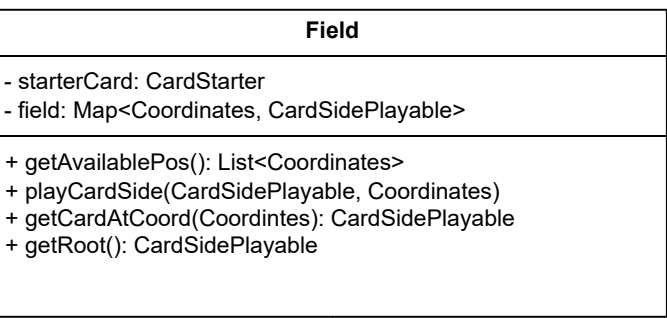 Field
- starterCard: CardStarter
- field: Map<Coordinates, CardSidePlayable>
+ getAvailablePos(): List<Coordinates>
+ playCardSide(CardSidePlayable, Coordinates)
+ getCardAtCoord(Coordintes): CardSidePlayable
+ getRoot(): CardSidePlayable